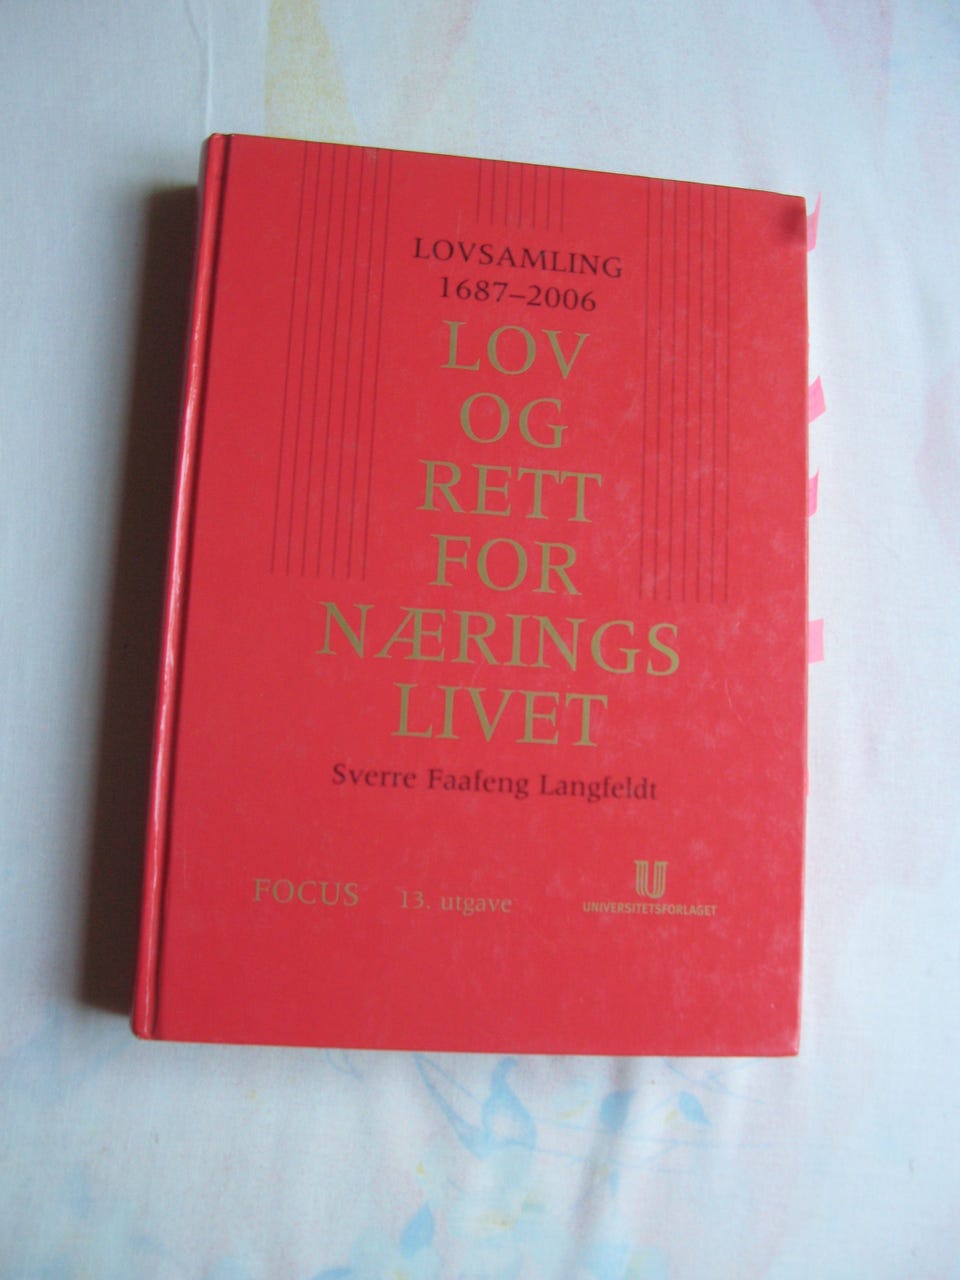 LOVSAMLING
1687–2006
LOV
OG
RETT
FOR
NÆRINGS
LIVET
Sverre Faafeng Langfeldt
FOCUS 13. utgave
UNIVERSITETSFORLAGET